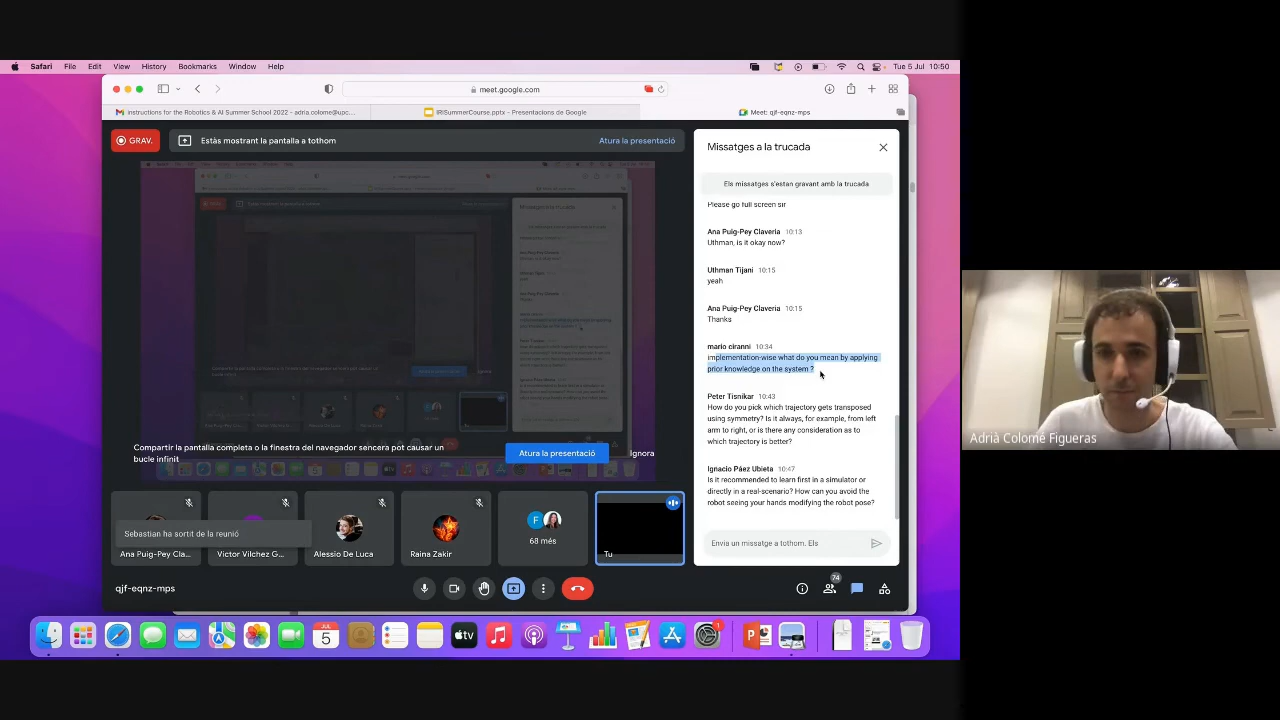 Safari File Edit View History Bookmarks Window Help
Tue 5 Jul 10:50
meet.google.com
Instructions for the Robotics & AI Summer School 2022 - adria.colome@upc...
IRISummerCourse.pptx - Presentacions de Google
Meet: qjf-eqnz-mps
GRAV.
Estàs mostrant la pantalla a tothom
Atura la presentació
Missatges a la trucada
Els missatges s'estan gravant amb la trucada
Please go full screen sir
Ana Puig-Pey Claveria 10:13
Uthman, is it okay now?
Uthman Tijani 10:15
yeah
Ana Puig-Pey Claveria 10:15
Thanks
mario ciranni 10:34
implementation-wise what do you mean by applying
prior knowledge on the system ?
Peter Tisnikar 10:43
How do you pick which trajectory gets transposed
using symmetry? Is it always, for example, from left
arm to right, or is there any consideration as to
which trajectory is better?
Ignacio Páez Ubieta 10:47
Is it recommended to learn first in a simulator or
directly in a real-scenario? How can you avoid the
robot seeing your hands modifying the robot pose?
Envia un missatge a tothom. Els
Compartir la pantalla completa o la finestra del navegador sencera pot causar un
bucle infinit
Atura la presentació
Ignora
Sebastian ha sortit de la reunió
Ana Puig-Pey Cla...
Victor Vilchez G...
Alessio De Luca
Raina Zakir
F
68 més
Tu
qjf-eqnz-mps
74
JUL
5
tv
1
P
Adrià Colomé Figueras